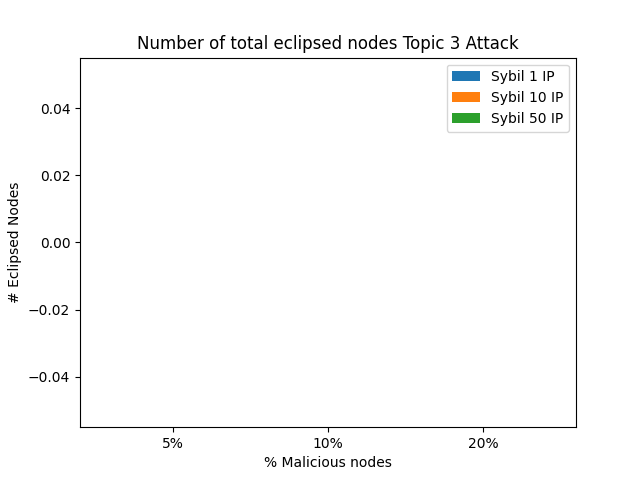 Number of total eclipsed nodes Topic 3 Attack
Sybil 1 IP
Sybil 10 IP
Sybil 50 IP
0.04
0.02
0.00
−0.02
−0.04
# Eclipsed Nodes
5%
10%
20%
% Malicious nodes